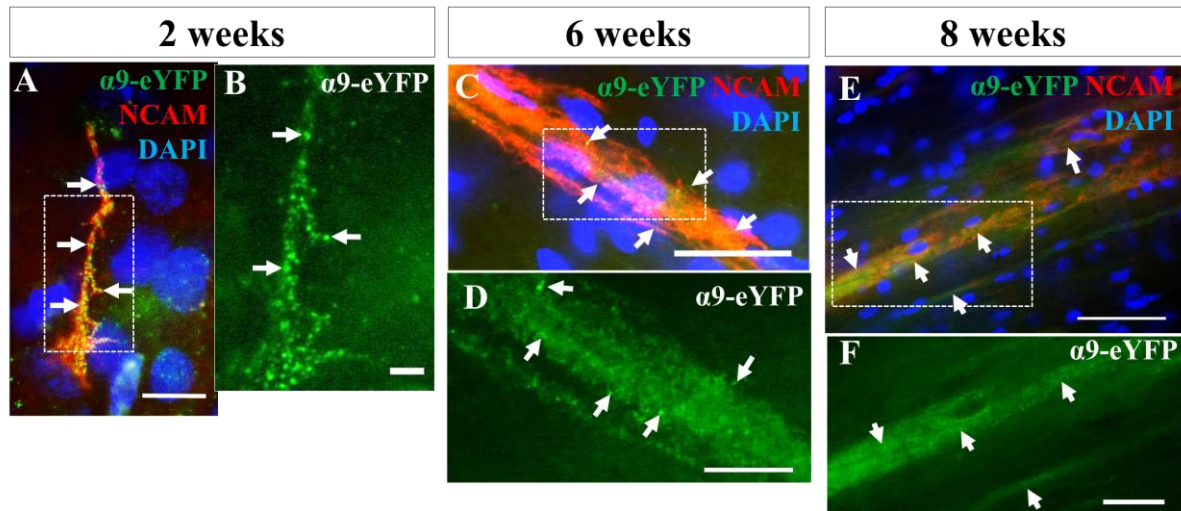 2 weeks
6 weeks
8 weeks
A
α9-eYFP
NCAM
DAPI
B
α9-eYFP
C
α9-eYFP NCAM
DAPI
D
α9-eYFP
E
α9-eYFP NCAM
DAPI
F
α9-eYFP